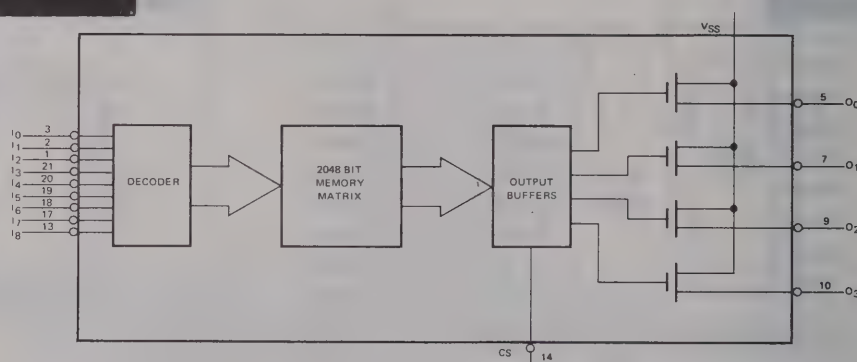 VSS
I0 3
I1 2
I2 1
I3 21
I4 20
I5 19
I6 18
I7 17
I8 13
DECODER
2048 BIT
MEMORY
MATRIX
OUTPUT
BUFFERS
5 O0
7 O1
9 O2
10 O3
CS 14